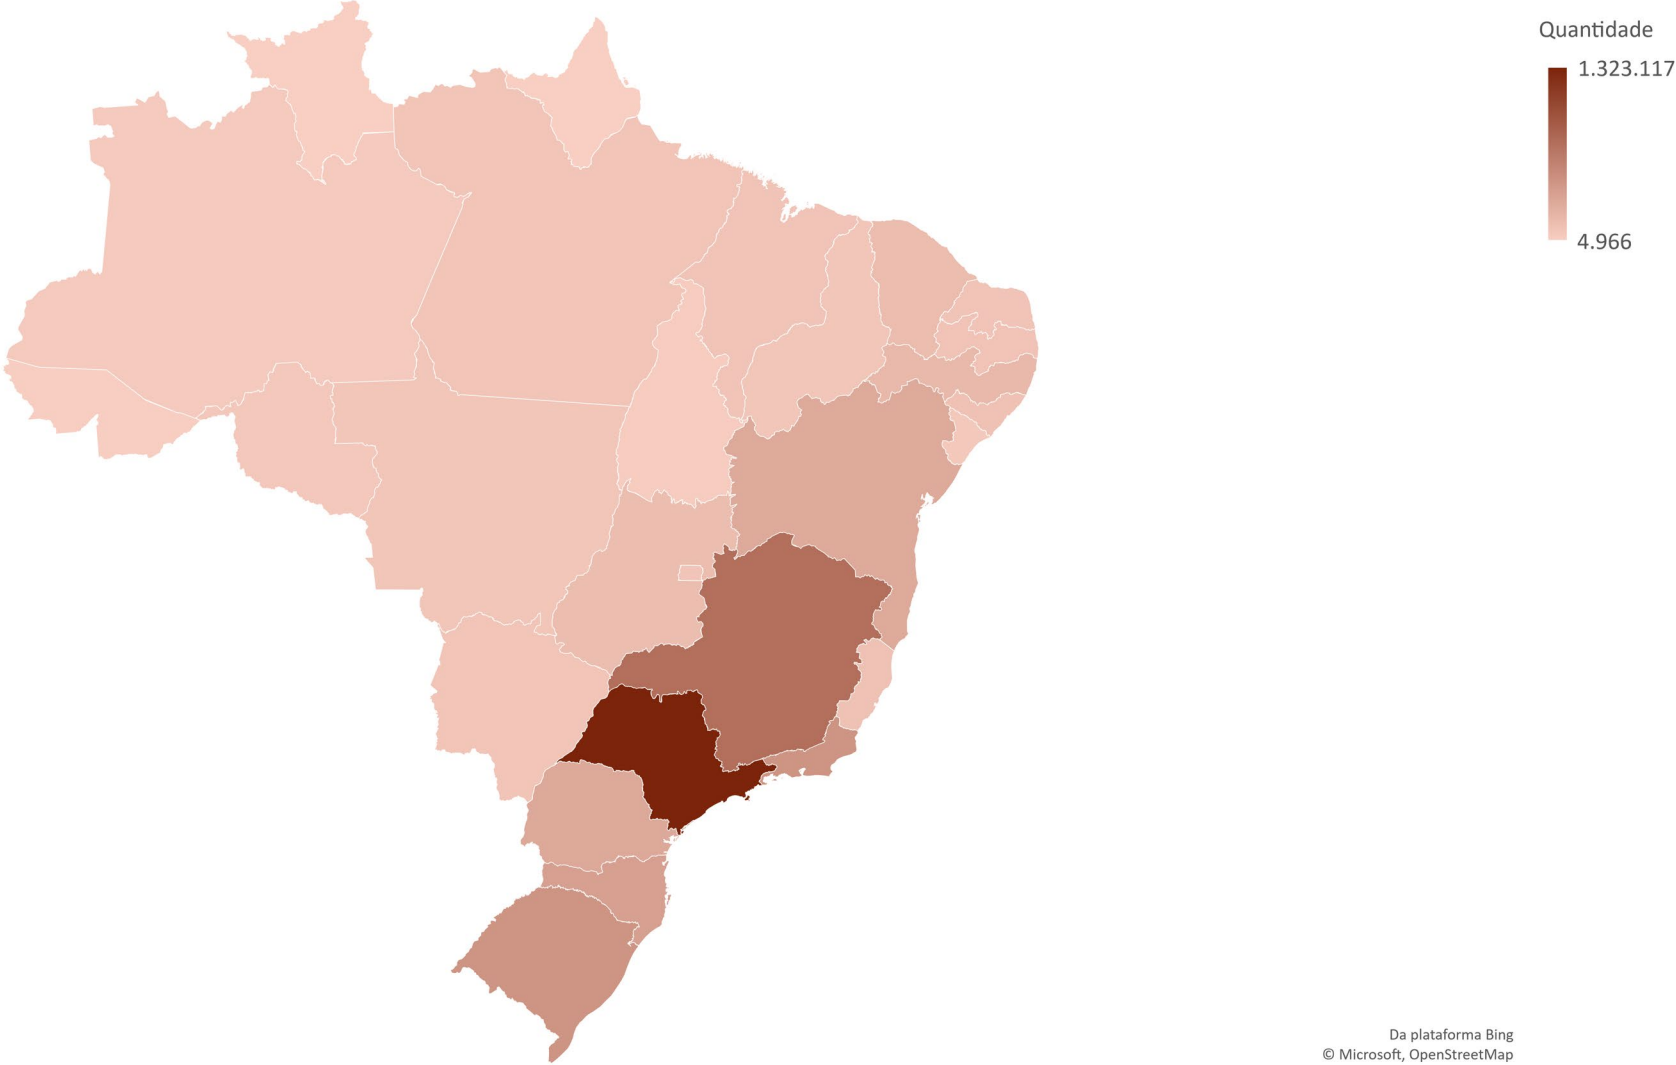 Quantidade
1.323.117
4.966
Da plataforma Bing
© Microsoft, OpenStreetMap